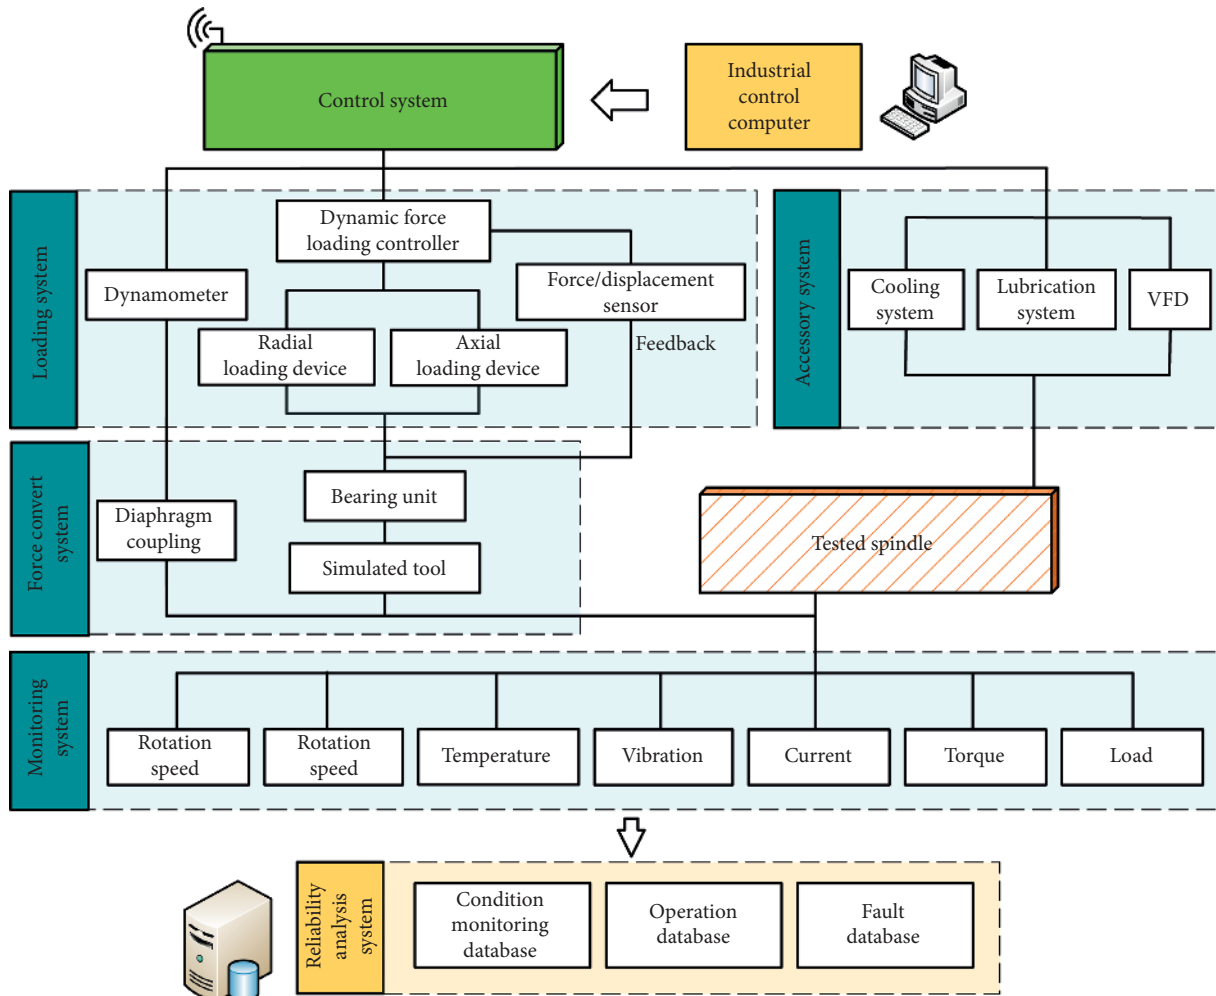 Control system
Industrial
control
computer
Loading system
Dynamic force
loading controller
Dynamometer
Force/displacement
sensor
Radial
loading device
Axial
loading device
Feedback
Accessory system
Cooling
system
Lubrication
system
VFD
Force convert
system
Bearing unit
Diaphragm
coupling
Simulated tool
Tested spindle
Monitoring
system
Rotation
speed
Rotation
speed
Temperature
Vibration
Current
Torque
Load
Reliability
analysis
system
Condition
monitoring
database
Operation
database
Fault
database